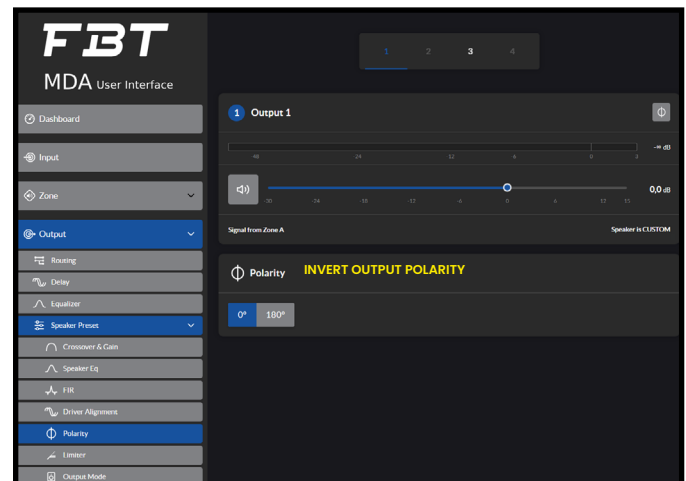 FBT
MDA User Interface
1 2 3 4
Dashboard
1 Output 1
-∞ dB
48 24 12 6 0 3
Input
0,0 dB
-30 -24 -18 -12 -6 0 6 12 15
Zone
Signal from Zone A Speaker is CUSTOM
Output
Routing
Polarity INVERT OUTPUT POLARITY
Delay
Equalizer
0° 180°
Speaker Preset
Crossover & Gain
Speaker Eq
FIR
Driver Alignment
Polarity
Limiter
Output Mode